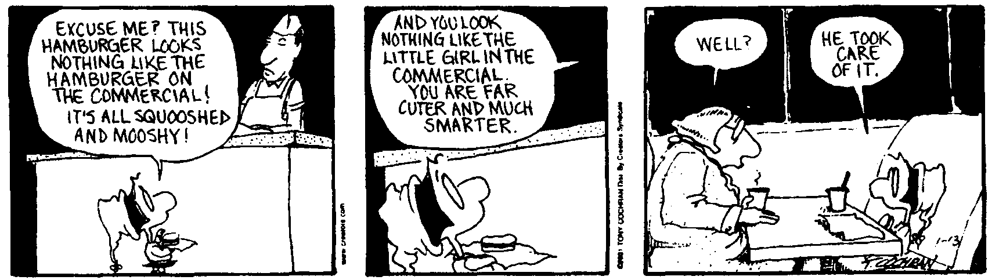 EXCUSE ME? THIS
HAMBURGER LOOKS
NOTHING LIKE THE
HAMBURGER ON
THE COMMERCIAL!
IT'S ALL SQUOOSHED
AND MOOSHY!
www.creators.com
AND YOU LOOK
NOTHING LIKE THE
LITTLE GIRL IN THE
COMMERCIAL.
YOU ARE FAR
CUTER AND MUCH
SMARTER.
©2001 TONY COCHRAN Dist. By Creators Syndicate
WELL?
HE TOOK
CARE
OF IT.
1-13
T. COCHRAN